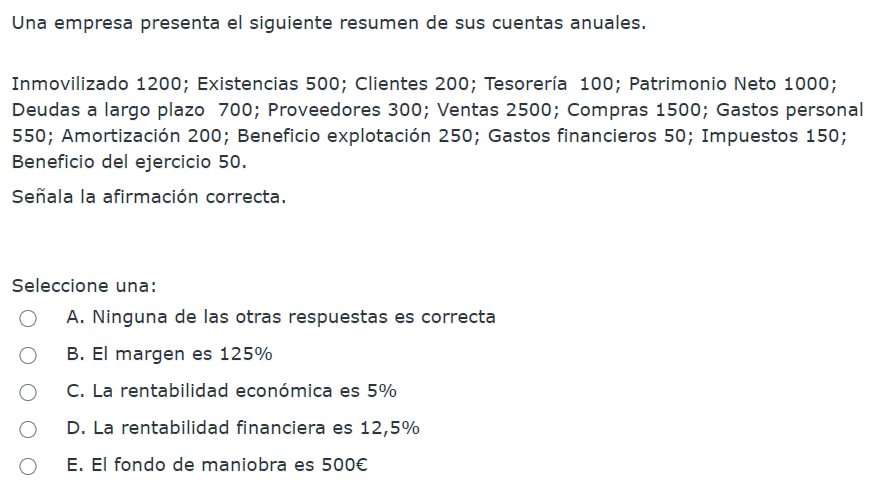 Una empresa presenta el siguiente resumen de sus cuentas anuales.
Inmovilizado 1200; Existencias 500; Clientes 200; Tesorería 100; Patrimonio Neto 1000;
Deudas a largo plazo 700; Proveedores 300; Ventas 2500; Compras 1500; Gastos personal
550; Amortización 200; Beneficio explotación 250; Gastos financieros 50; Impuestos 150;
Beneficio del ejercicio 50.
Señala la afirmación correcta.
Seleccione una:
A. Ninguna de las otras respuestas es correcta
B. El margen es 125%
C. La rentabilidad económica es 5%
D. La rentabilidad financiera es 12,5%
E. El fondo de maniobra es 500€